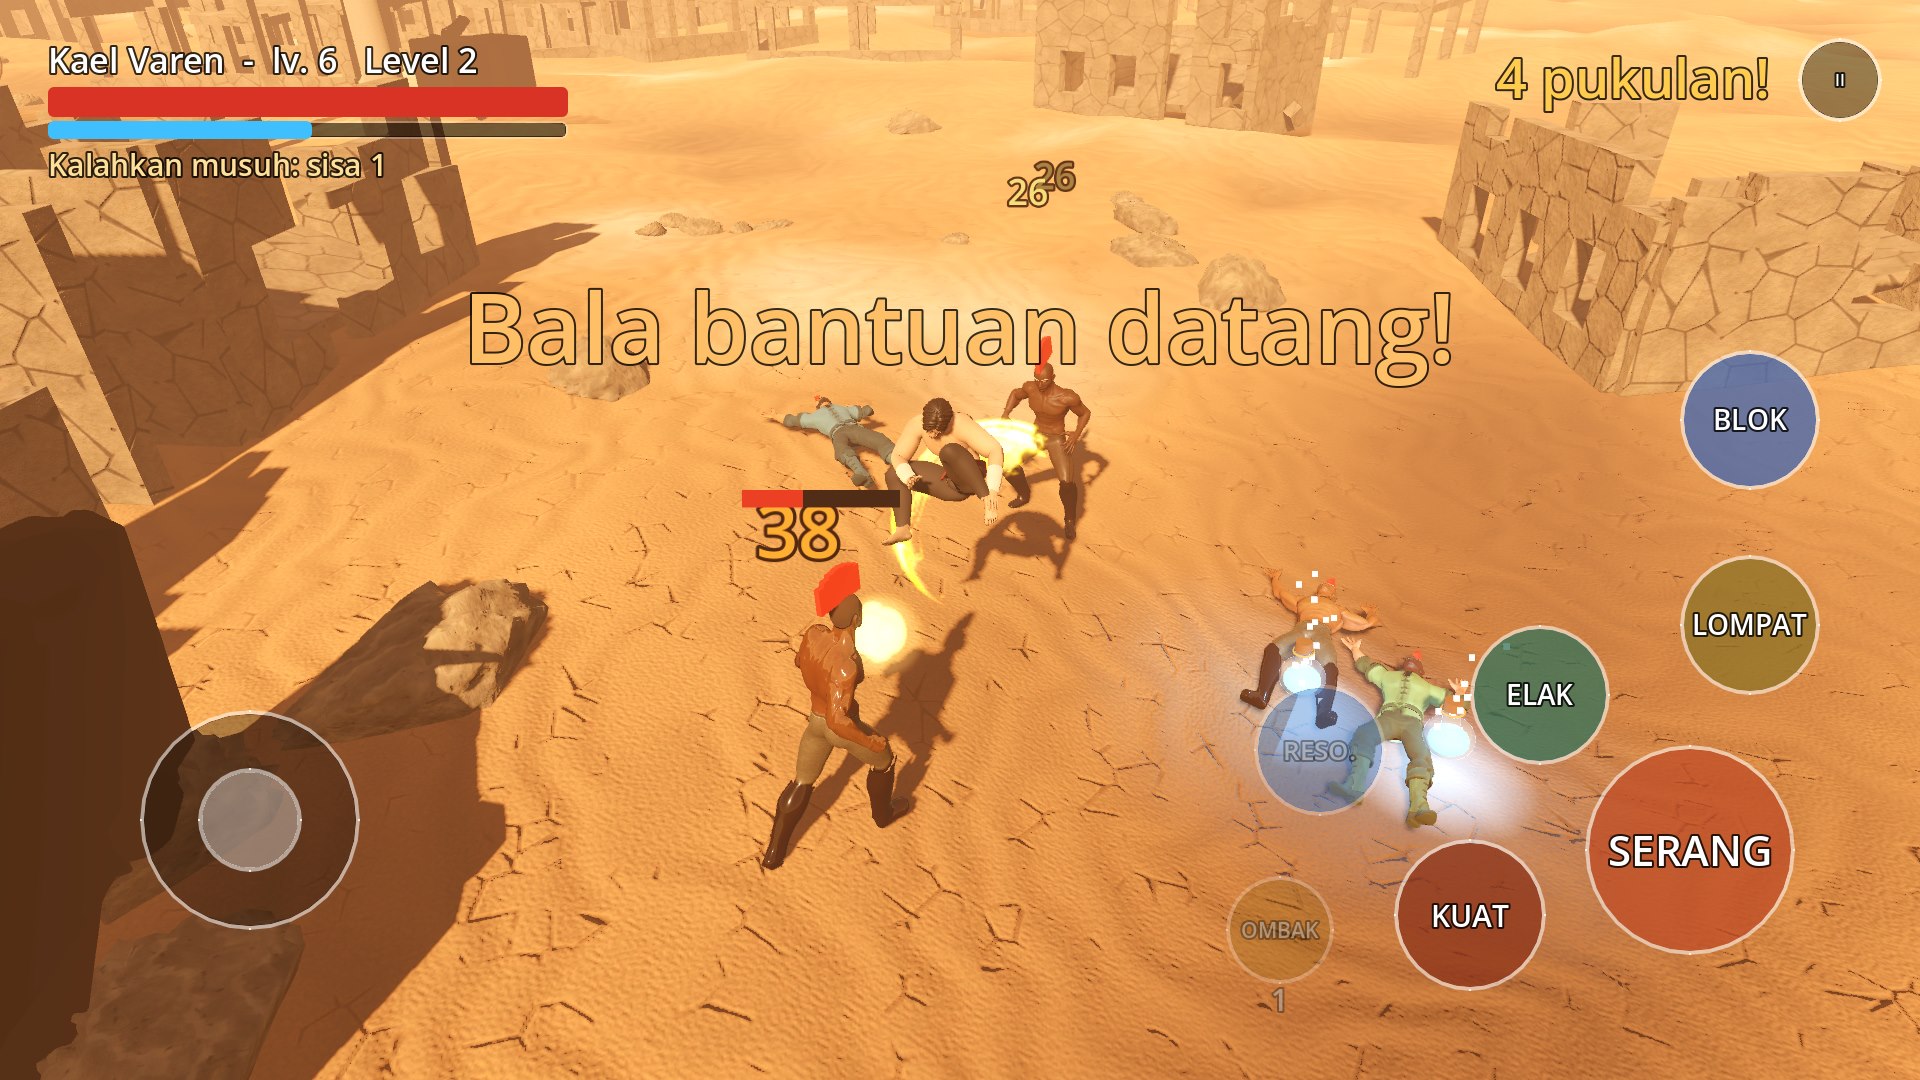 Kael Varen - lv. 6 Level 2
4 pukulan!
II
Kalahkan musuh: sisa 1
26
26
Bala bantuan datang!
BLOK
38
LOMPAT
ELAK
RESO.
SERANG
KUAT
OMBAK
1